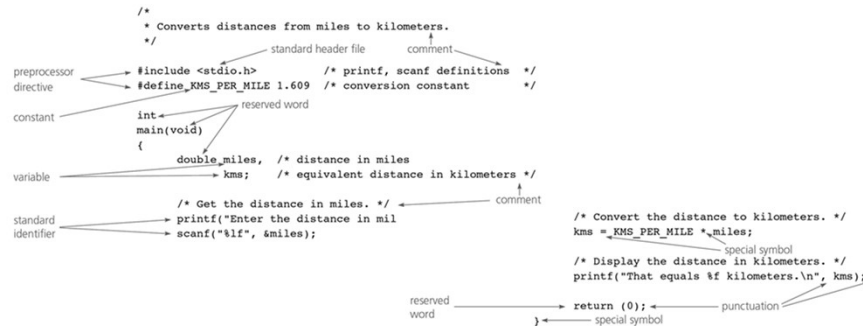 /*
* Converts distances from miles to kilometers.
*/
standard header file comment
preprocessor directive
#include <stdio.h> /* printf, scanf definitions */
#define KMS_PER_MILE 1.609 /* conversion constant */
constant
reserved word
int
main(void)
{
double miles, /* distance in miles
variable
kms; /* equivalent distance in kilometers */
comment
/* Get the distance in miles. */
standard identifier
printf("Enter the distance in mil
scanf("%lf", &miles);
/* Convert the distance to kilometers. */
kms = KMS_PER_MILE * miles;
special symbol
/* Display the distance in kilometers. */
printf("That equals %f kilometers.\n", kms);
reserved word
return (0);
punctuation
}
special symbol